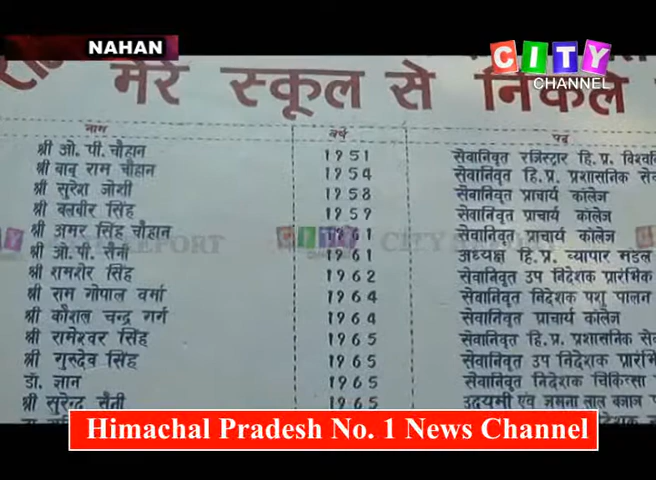 NAHAN
CITY
CHANNEL
मेरे स्कूल से निकले
नाम वर्ष पद
श्री ओ. पी. चौहान 1951 सेवानिवृत रजिस्ट्रार हि. प्र.
श्री बाबू राम चौहान 1954 सेवानिवृत हि. प्र. प्रशासनिक
श्री सुरेश जोशी 1958 सेवानिवृत प्राचार्य कॉलेज
श्री बलबीर सिंह 1959 सेवानिवृत प्राचार्य कॉलेज
श्री अमर सिंह चौहान 1961 सेवानिवृत प्राचार्य कॉलेज
श्री ओ. पी. सैनी 1961 अध्यक्ष हि. प्र. व्यापार मंडल
श्री रामशेर सिंह 1962 सेवानिवृत उप निदेशक प्रारंभिक
श्री राम गोपाल वर्मा 1964 सेवानिवृत निदेशक पशु पालन
श्री कौशल चन्द्र गर्ग 1964 सेवानिवृत प्राचार्य कॉलेज
श्री रामेश्वर सिंह 1965 सेवानिवृत हि. प्र. प्रशासनिक
श्री गुरुदेव सिंह 1965 सेवानिवृत उप निदेशक
डॉ. ज्ञान 1965 सेवानिवृत निदेशक चिकित्सा
श्री सुरेन्द्र सैनी 1965 उद्यमी एवं जमना लाल बजाज
Himachal Pradesh No. 1 News Channel